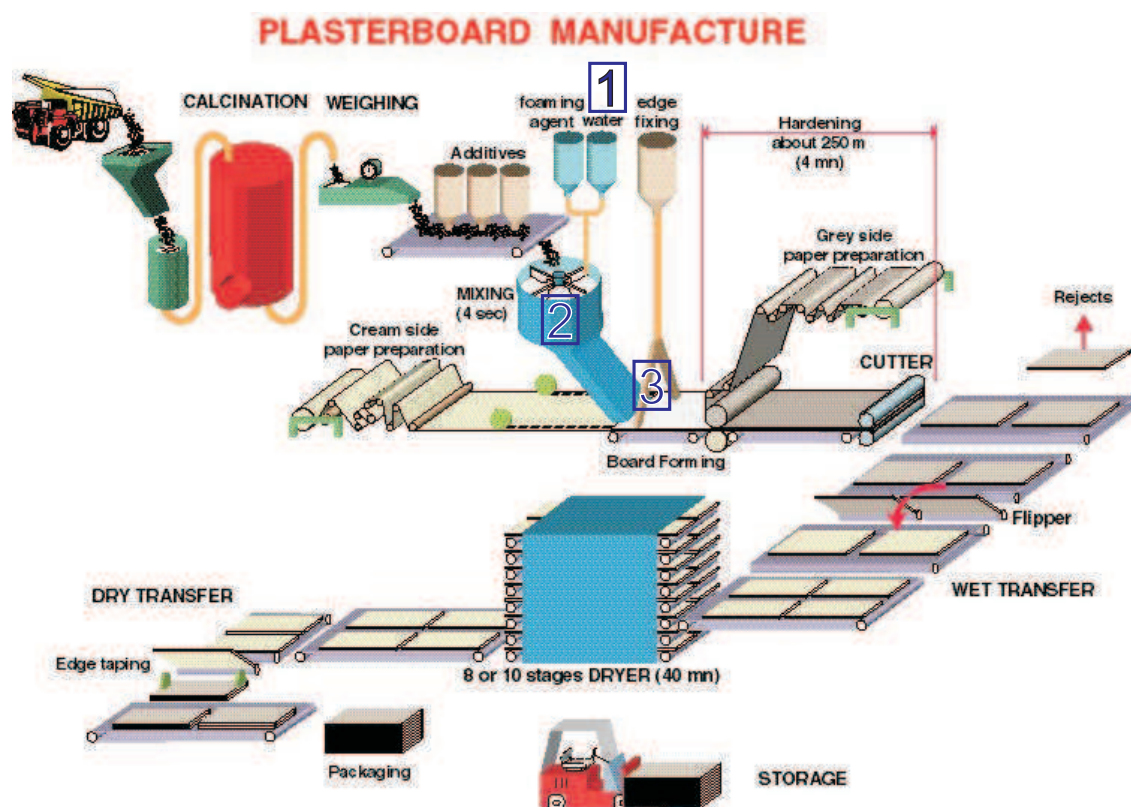 PLASTERBOARD MANUFACTURE
CALCINATION
WEIGHING
Additives
foaming
agent
1
water
edge
fixing
Hardening
about 250 m
(4 mn)
Grey side
paper preparation
Rejects
MIXING
(4 sec)
2
Cream side
paper preparation
3
CUTTER
Board Forming
Flipper
WET TRANSFER
DRY TRANSFER
Edge taping
8 or 10 stages DRYER (40 mn)
Packaging
STORAGE